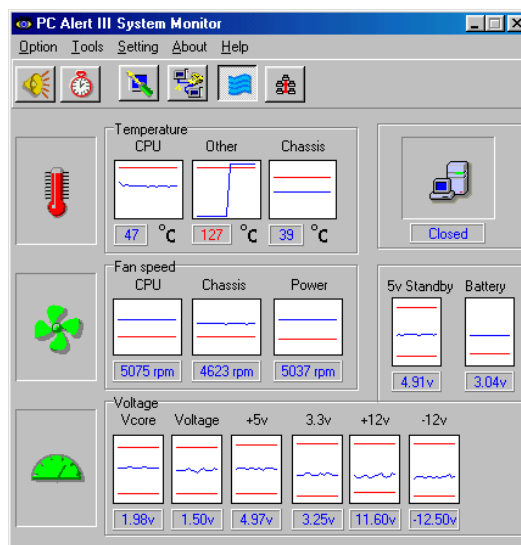 PC Alert III System Monitor
Option Tools Setting About Help
Temperature
CPU Other Chassis
47 °C 127 °C 39 °C
Closed
Fan speed
CPU Chassis Power
5075 rpm 4623 rpm 5037 rpm
5v Standby Battery
4.91v 3.04v
Voltage
Vcore Voltage +5v 3.3v +12v -12v
1.98v 1.50v 4.97v 3.25v 11.60v -12.50v